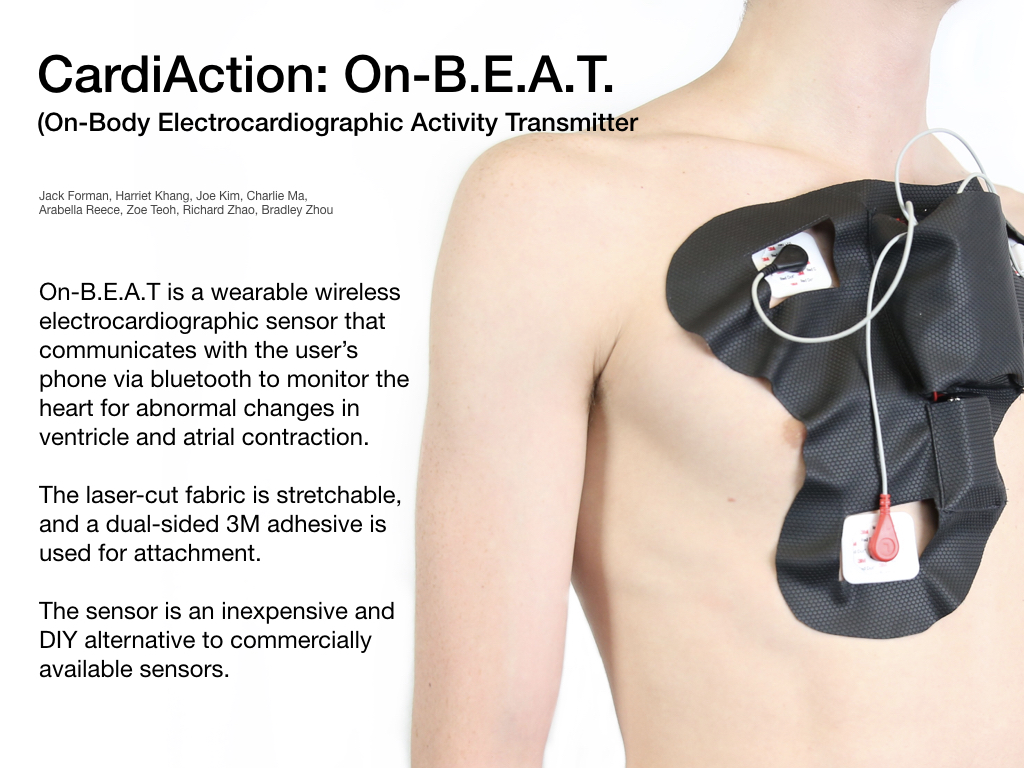 CardiAction: On-B.E.A.T.
(On-Body Electrocardiographic Activity Transmitter
Jack Forman, Harriet Khang, Joe Kim, Charlie Ma,
Arabella Reece, Zoe Teoh, Richard Zhao, Bradley Zhou
On-B.E.A.T is a wearable wireless
electrocardiographic sensor that
communicates with the user’s
phone via bluetooth to monitor the
heart for abnormal changes in
ventricle and atrial contraction.
The laser-cut fabric is stretchable,
and a dual-sided 3M adhesive is
used for attachment.
The sensor is an inexpensive and
DIY alternative to commercially
available sensors.